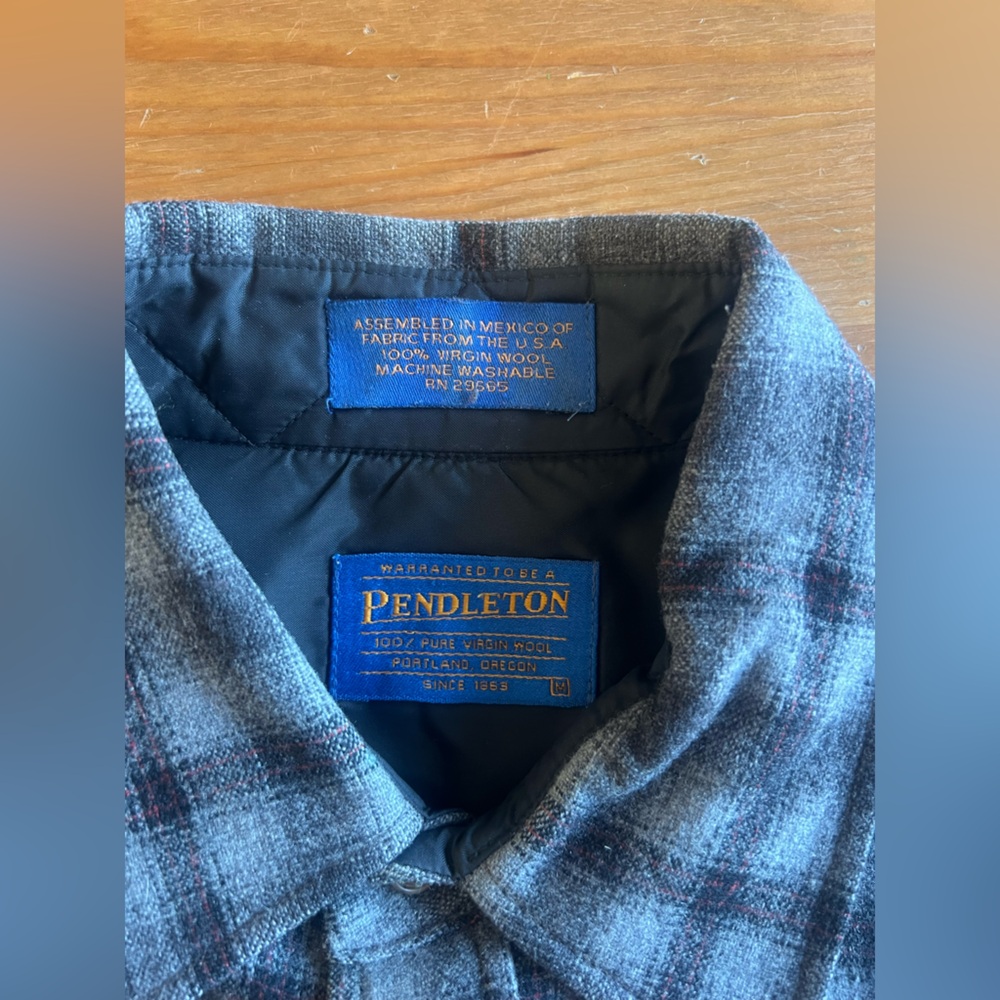 ASSEMBLED IN MEXICO OF
FABRIC FROM THE U.S.A
100% VIRGIN WOOL
MACHINE WASHABLE
RN 29565
WARRANTED TO BE A
PENDLETON
100% PURE VIRGIN WOOL
PORTLAND, OREGON
SINCE 1863 M